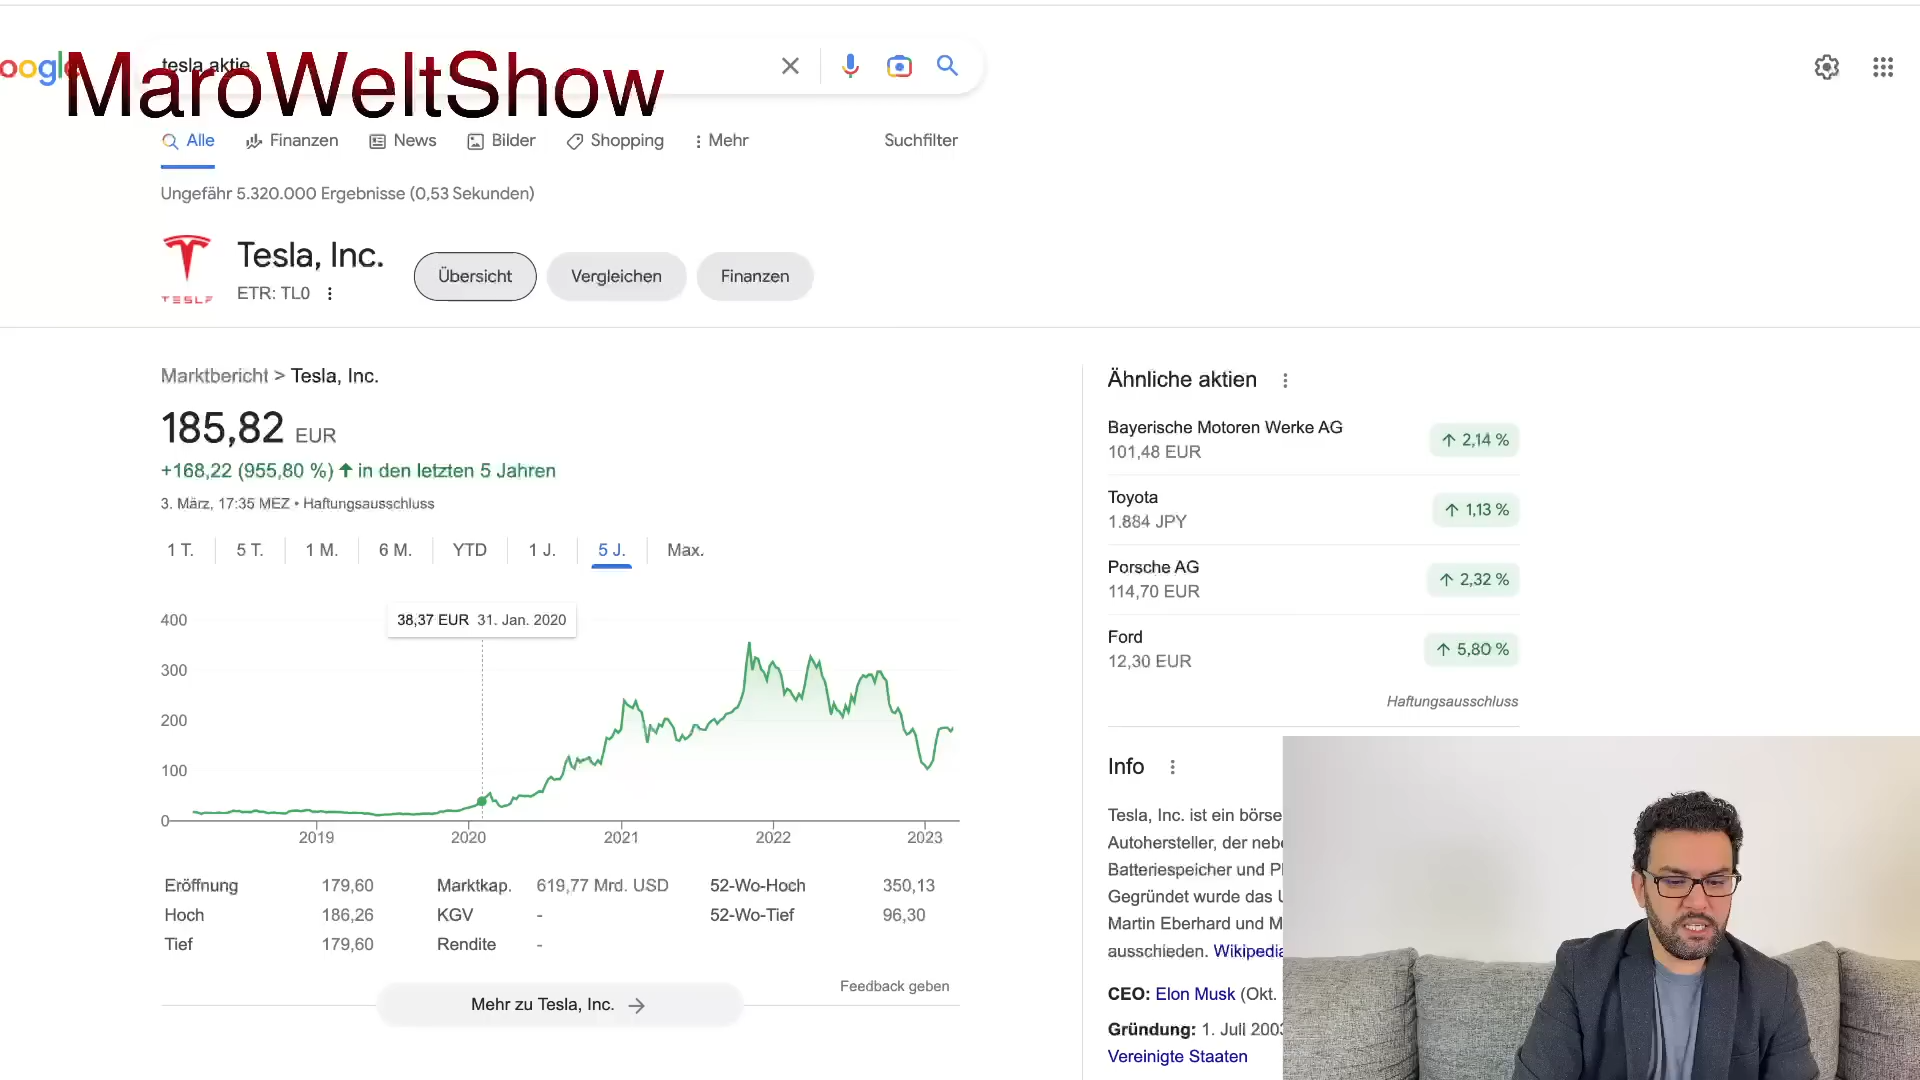 oogle
tesla aktie
MaroWeltShow
Alle
Finanzen
News
Bilder
Shopping
Mehr
Suchfilter
Ungefähr 5.320.000 Ergebnisse (0,53 Sekunden)
TESLA
Tesla, Inc.
ETR: TL0
Übersicht
Vergleichen
Finanzen
Marktbericht > Tesla, Inc.
185,82 EUR
+168,22 (955,80 %) ↑ in den letzten 5 Jahren
3. März, 17:35 MEZ • Haftungsausschluss
1 T.
5 T.
1 M.
6 M.
YTD
1 J.
5 J.
Max.
38,37 EUR 31. Jan. 2020
400
300
200
100
0
2019
2020
2021
2022
2023
Eröffnung 179,60 Marktkap. 619,77 Mrd. USD 52-Wo-Hoch 350,13
Hoch 186,26 KGV - 52-Wo-Tief 96,30
Tief 179,60 Rendite -
Feedback geben
Mehr zu Tesla, Inc. →
Ähnliche aktien
Bayerische Motoren Werke AG
101,48 EUR
↑ 2,14 %
Toyota
1.884 JPY
↑ 1,13 %
Porsche AG
114,70 EUR
↑ 2,32 %
Ford
12,30 EUR
↑ 5,80 %
Haftungsausschluss
Info
Tesla, Inc. ist ein börse
Autohersteller, der nebe
Batteriespeicher und P
Gegründet wurde das
Martin Eberhard und M
ausschieden. Wikipedia
CEO: Elon Musk (Okt.
Gründung: 1. Juli 2003
Vereinigte Staaten